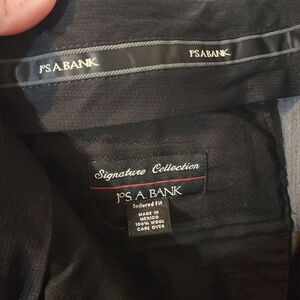 JOS. A. BANK
JOS. A. BANK
Signature Collection
JOS. A. BANK
Tailored Fit
MADE IN
MEXICO
100% WOOL
CARE OVER